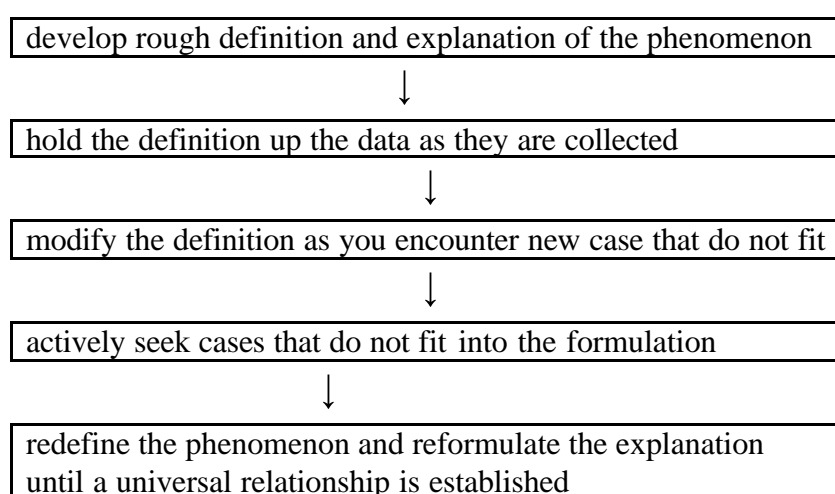 develop rough definition and explanation of the phenomenon
hold the definition up the data as they are collected
modify the definition as you encounter new case that do not fit
actively seek cases that do not fit into the formulation
redefine the phenomenon and reformulate the explanation
until a universal relationship is established